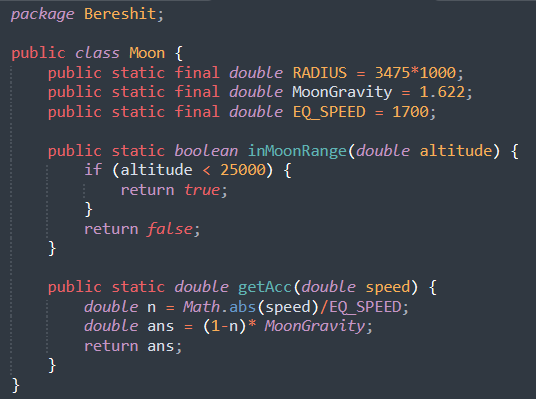 package Bereshit;

public class Moon {
    public static final double RADIUS = 3475*1000;
    public static final double MoonGravity = 1.622;
    public static final double EQ_SPEED = 1700;

    public static boolean inMoonRange(double altitude) {
        if (altitude < 25000) {
            return true;
        }
        return false;
    }

    public static double getAcc(double speed) {
        double n = Math.abs(speed)/EQ_SPEED;
        double ans = (1-n)* MoonGravity;
        return ans;
    }
}